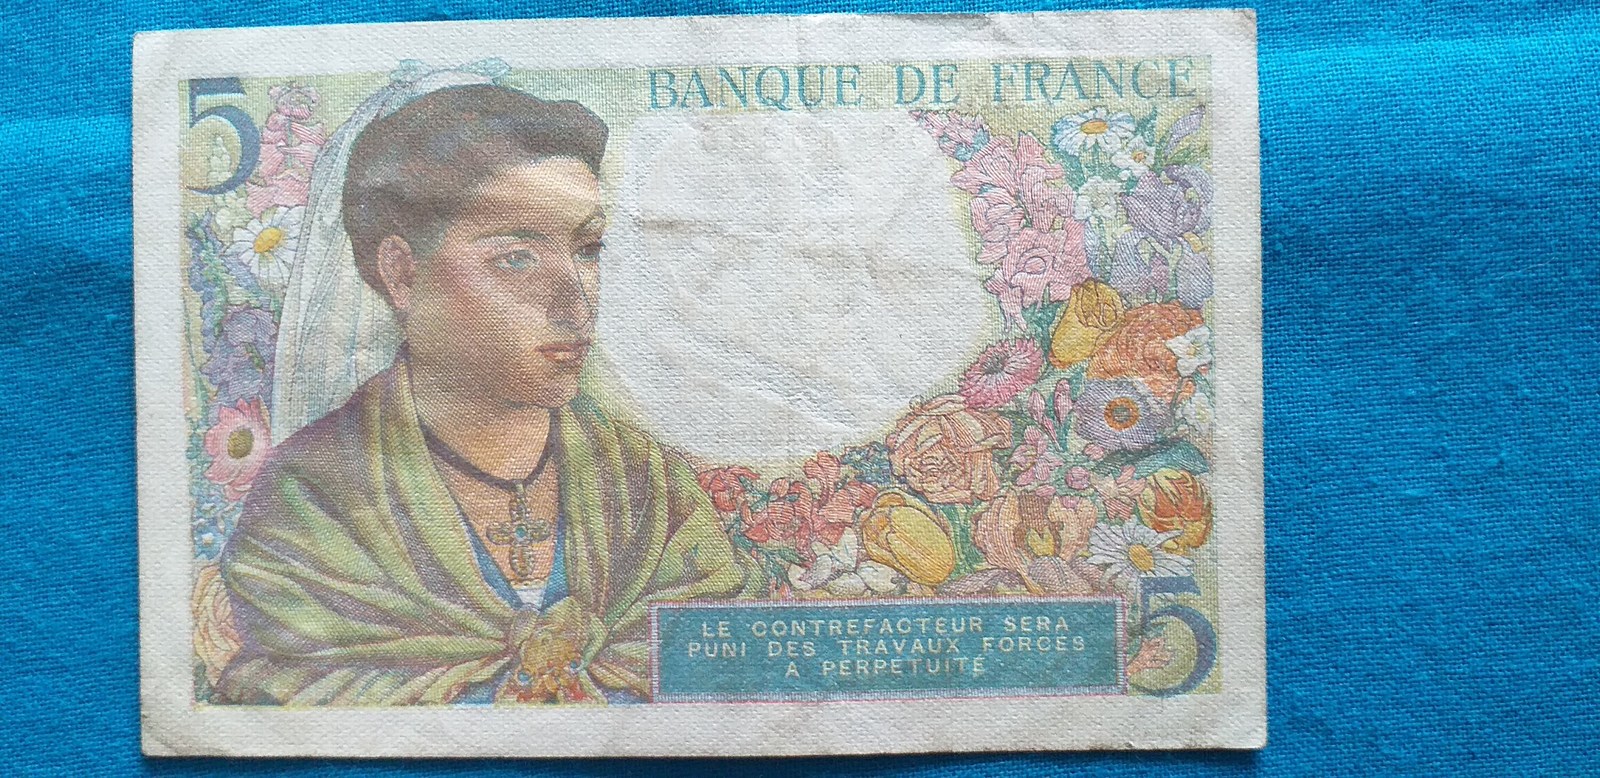 5
BANQUE DE FRANCE
LE CONTREFACTEUR SERA
PUNI DES TRAVAUX FORCES
A PERPETUITÉ
5